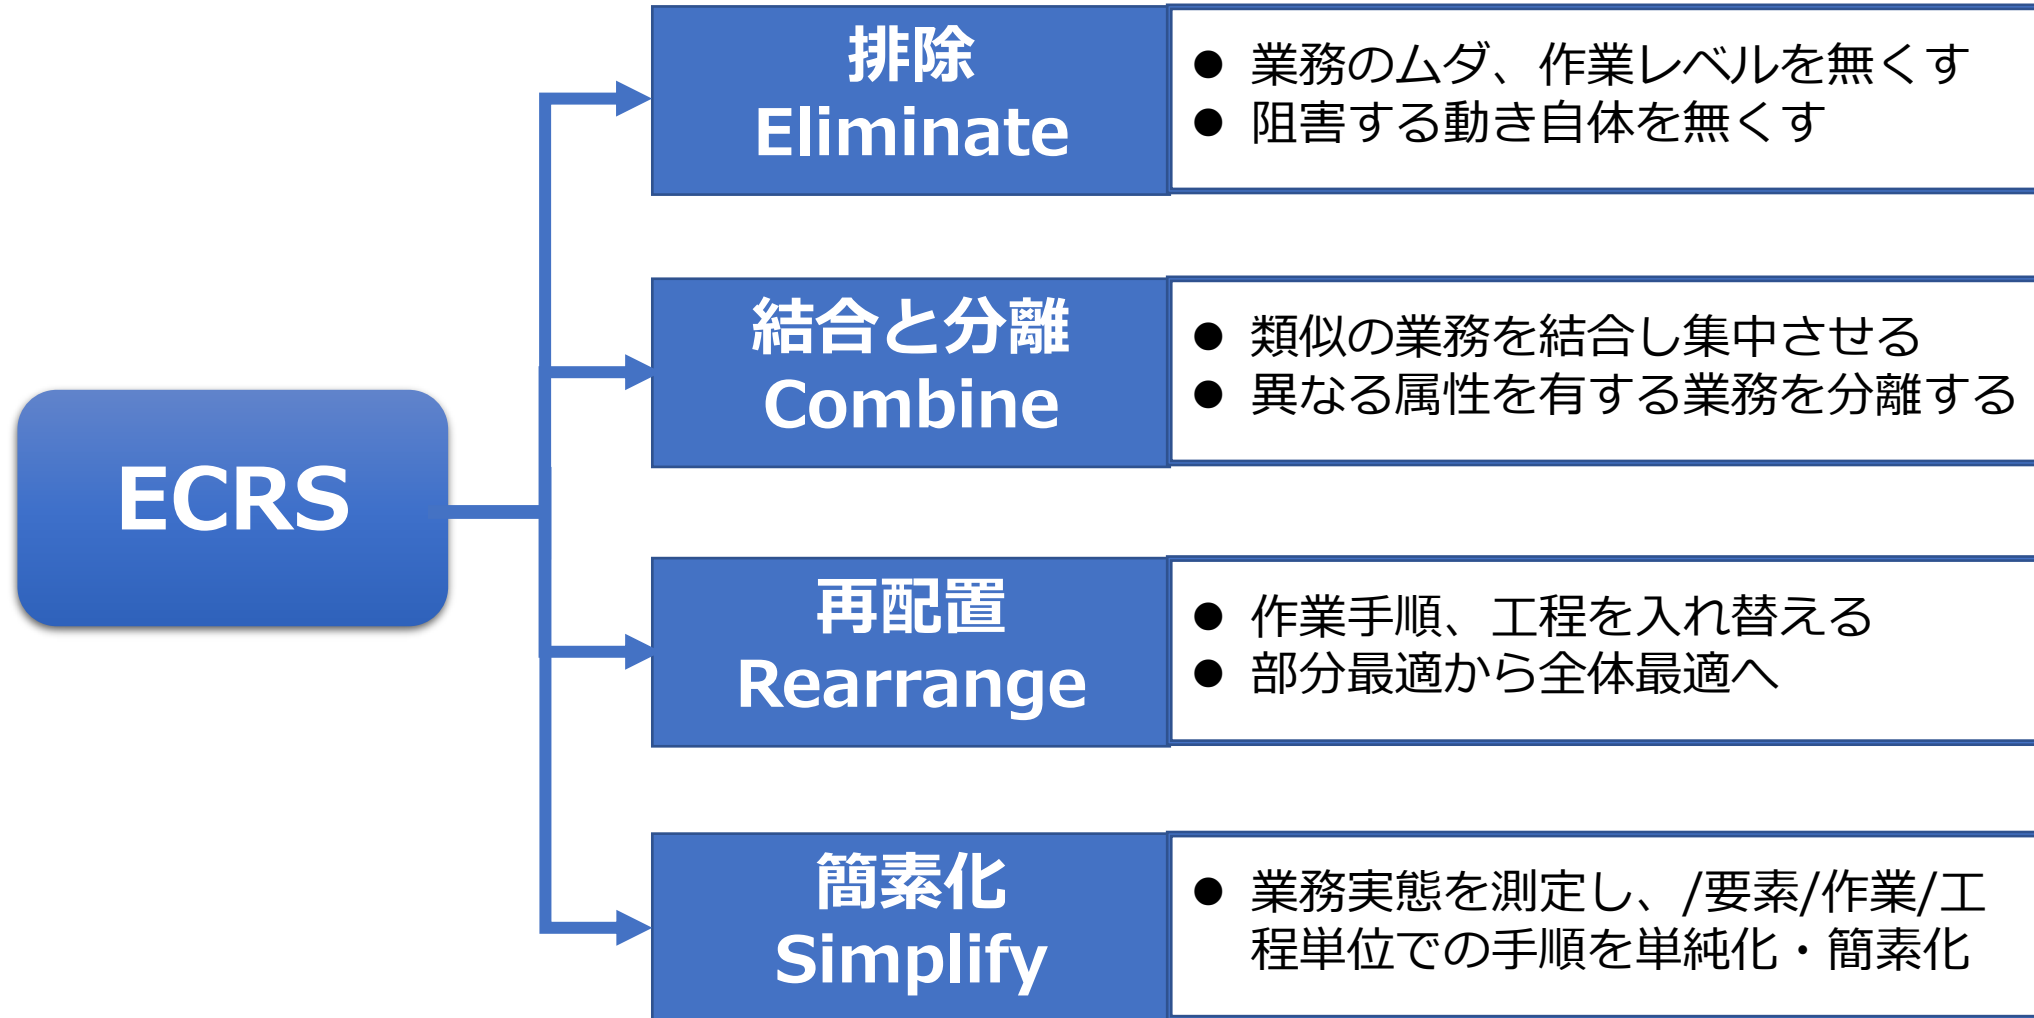 ECRS
排除
Eliminate
● 業務のムダ、作業レベルを無くす
● 阻害する動き自体を無くす
結合と分離
Combine
● 類似の業務を結合し集中させる
● 異なる属性を有する業務を分離する
再配置
Rearrange
● 作業手順、工程を入れ替える
● 部分最適から全体最適へ
簡素化
Simplify
● 業務実態を測定し、/要素/作業/工
程単位での手順を単純化・簡素化